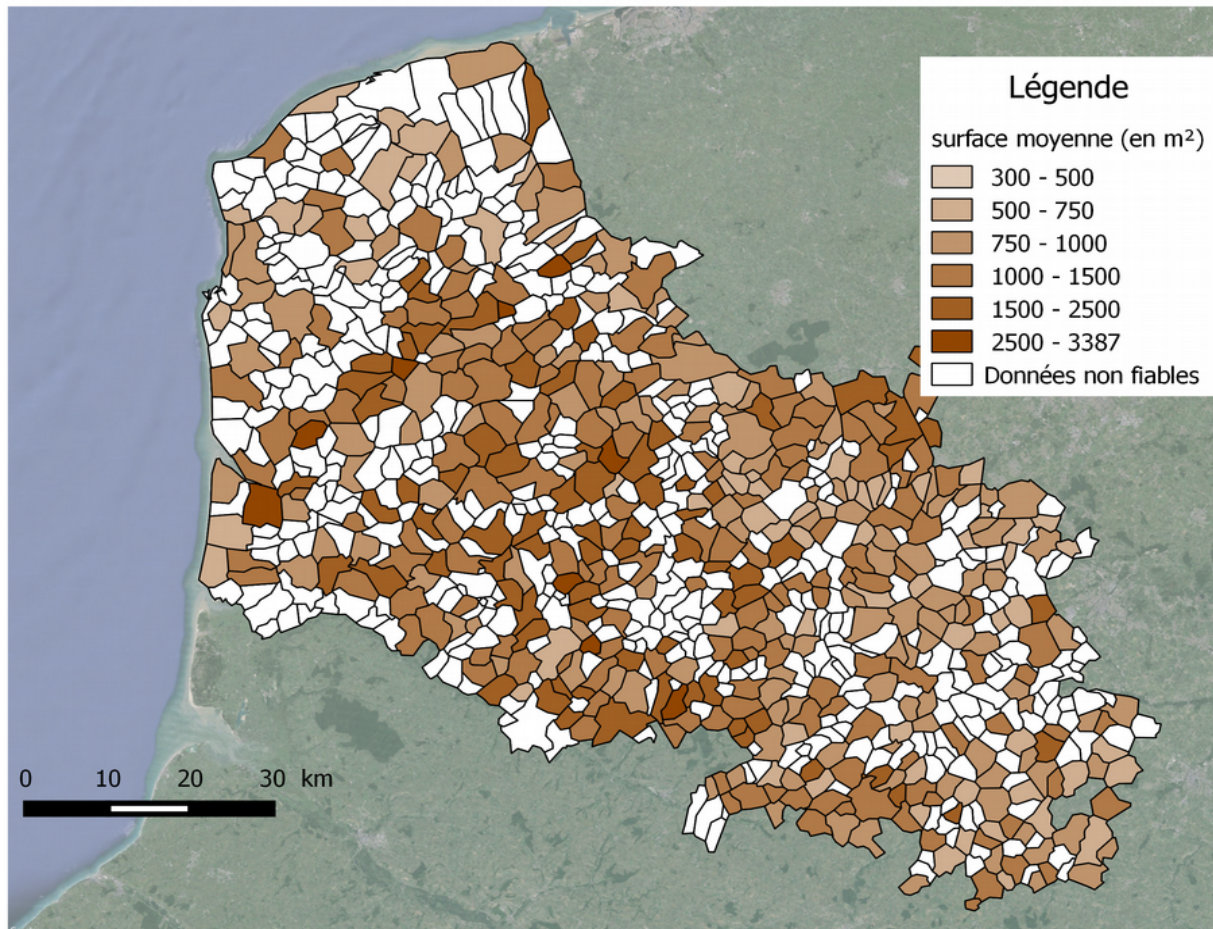 Légende
surface moyenne (en m²)
300 - 500
500 - 750
750 - 1000
1000 - 1500
1500 - 2500
2500 - 3387
Données non fiables
0 10 20 30 km